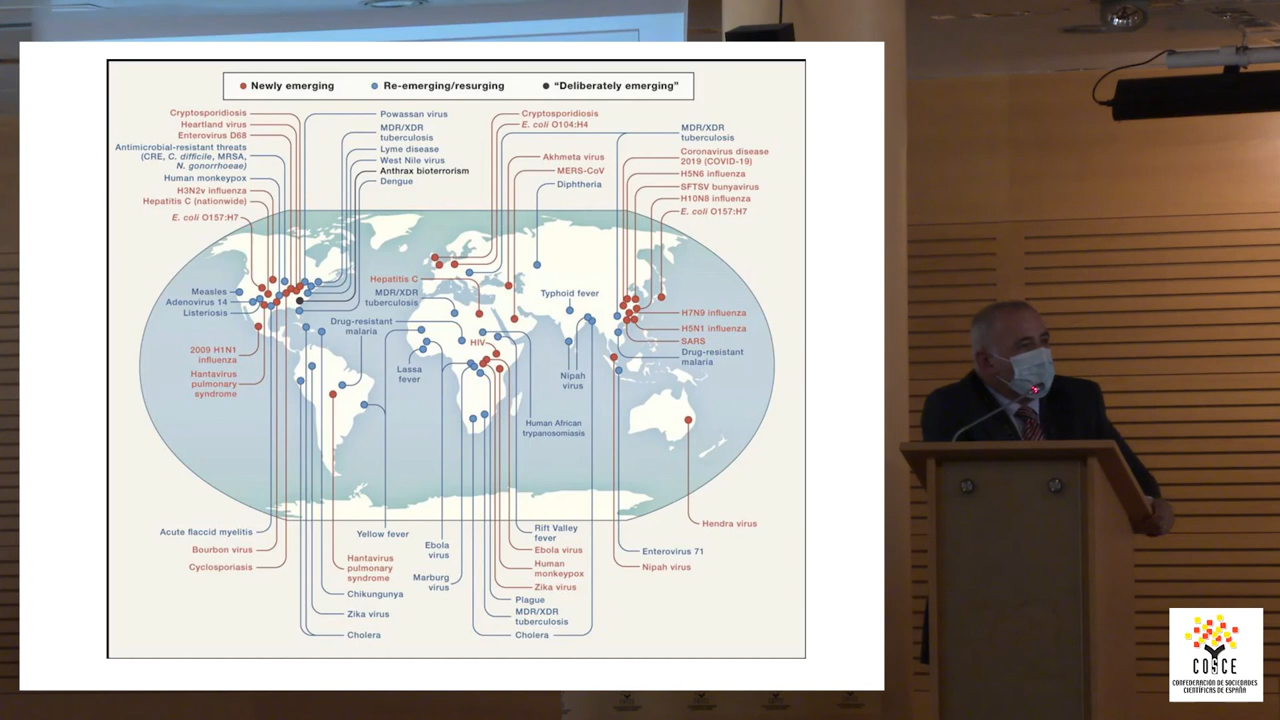 Newly emerging
Re-emerging/resurging
“Deliberately emerging”
Cryptosporidiosis
Heartland virus
Enterovirus D68
Antimicrobial-resistant threats
(CRE, C. difficile, MRSA,
N. gonorrhoeae)
Human monkeypox
H3N2v influenza
Hepatitis C (nationwide)
E. coli O157:H7
Powassan virus
MDR/XDR
tuberculosis
Lyme disease
West Nile virus
Anthrax bioterrorism
Dengue
Cryptosporidiosis
E. coli O104:H4
Akhmeta virus
MERS-CoV
Diphtheria
MDR/XDR
tuberculosis
Coronavirus disease
2019 (COVID-19)
H5N6 influenza
SFTSV bunyavirus
H10N8 influenza
E. coli O157:H7
Measles
Adenovirus 14
Listeriosis
2009 H1N1
influenza
Hantavirus
pulmonary
syndrome
Hepatitis C
MDR/XDR
tuberculosis
Drug-resistant
malaria
Lassa
fever
HIV
Typhoid fever
Nipah
virus
Human African
trypanosomiasis
H7N9 influenza
H5N1 influenza
SARS
Drug-resistant
malaria
Acute flaccid myelitis
Bourbon virus
Cyclosporiasis
Hantavirus
pulmonary
syndrome
Chikungunya
Zika virus
Cholera
Yellow fever
Ebola
virus
Marburg
virus
Rift Valley
fever
Ebola virus
Human
monkeypox
Zika virus
Plague
MDR/XDR
tuberculosis
Cholera
Enterovirus 71
Nipah virus
Hendra virus
COSCE
CONFEDERACIÓN DE SOCIEDADES
CIENTÍFICAS DE ESPAÑA